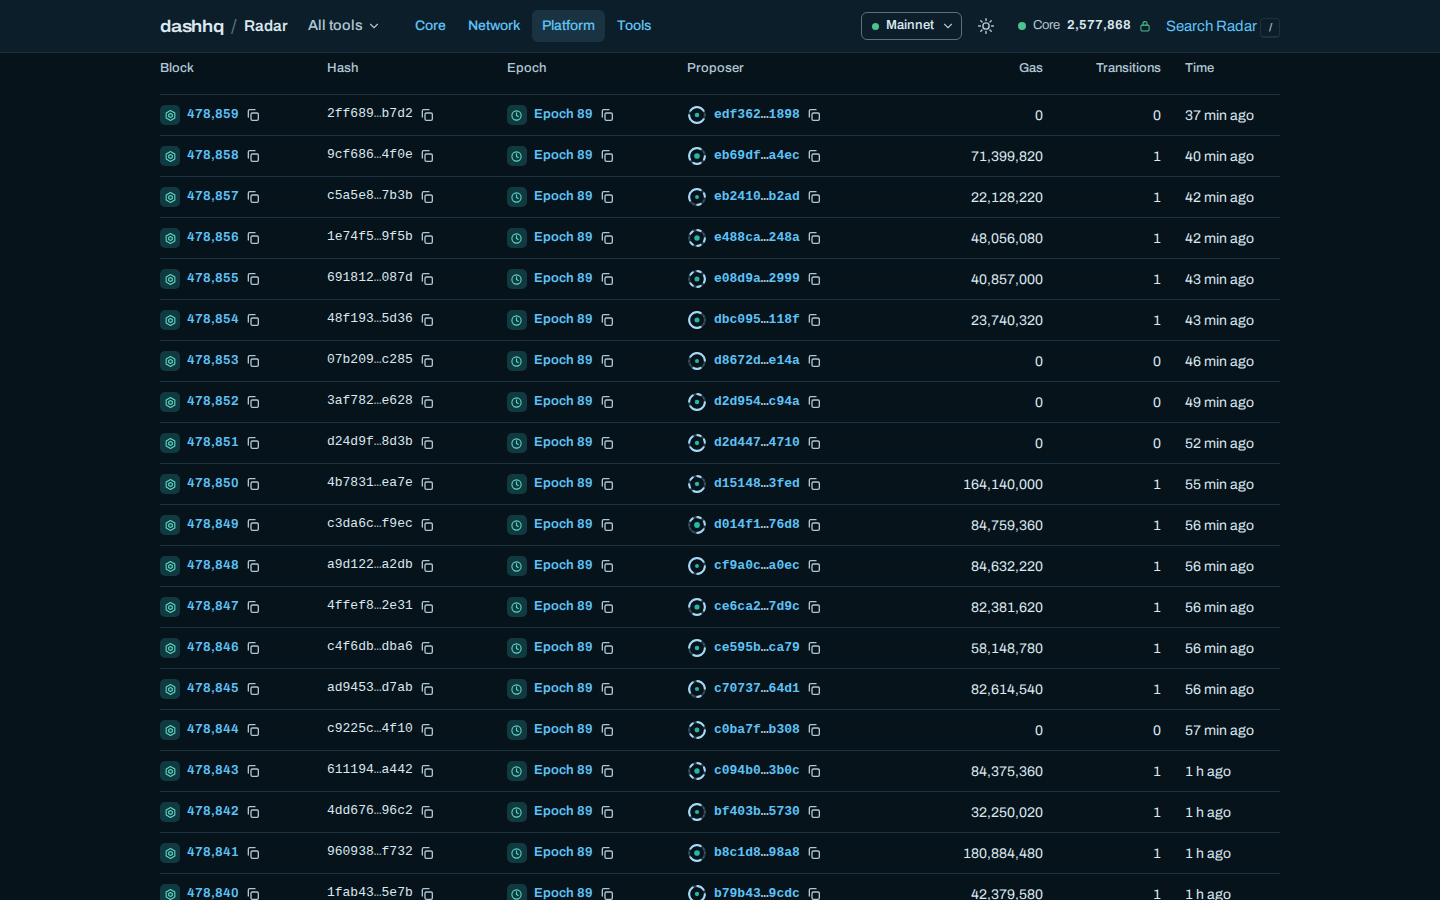 dashhq / Radar All tools Core Network Platform Tools Mainnet Core 2,577,868 Search Radar /
Block Hash Epoch Proposer Gas Transitions Time
478,859 2ff689…b7d2 Epoch 89 edf362…1898 0 0 37 min ago
478,858 9cf686…4f0e Epoch 89 eb69df…a4ec 71,399,820 1 40 min ago
478,857 c5a5e8…7b3b Epoch 89 eb2410…b2ad 22,128,220 1 42 min ago
478,856 1e74f5…9f5b Epoch 89 e488ca…248a 48,056,080 1 42 min ago
478,855 691812…087d Epoch 89 e08d9a…2999 40,857,000 1 43 min ago
478,854 48f193…5d36 Epoch 89 dbc095…118f 23,740,320 1 43 min ago
478,853 07b209…c285 Epoch 89 d8672d…e14a 0 0 46 min ago
478,852 3af782…e628 Epoch 89 d2d954…c94a 0 0 49 min ago
478,851 d24d9f…8d3b Epoch 89 d2d447…4710 0 0 52 min ago
478,850 4b7831…ea7e Epoch 89 d15148…3fed 164,140,000 1 55 min ago
478,849 c3da6c…f9ec Epoch 89 d014f1…76d8 84,759,360 1 56 min ago
478,848 a9d122…a2db Epoch 89 cf9a0c…a0ec 84,632,220 1 56 min ago
478,847 4ffef8…2e31 Epoch 89 ce6ca2…7d9c 82,381,620 1 56 min ago
478,846 c4f6db…dba6 Epoch 89 ce595b…ca79 58,148,780 1 56 min ago
478,845 ad9453…d7ab Epoch 89 c70737…64d1 82,614,540 1 56 min ago
478,844 c9225c…4f10 Epoch 89 c0ba7f…b308 0 0 57 min ago
478,843 611194…a442 Epoch 89 c094b0…3b0c 84,375,360 1 1 h ago
478,842 4dd676…96c2 Epoch 89 bf403b…5730 32,250,020 1 1 h ago
478,841 960938…f732 Epoch 89 b8c1d8…98a8 180,884,480 1 1 h ago
478,840 1fab43…5e7b Epoch 89 b79b43…9cdc 42,379,580 1 1 h ago